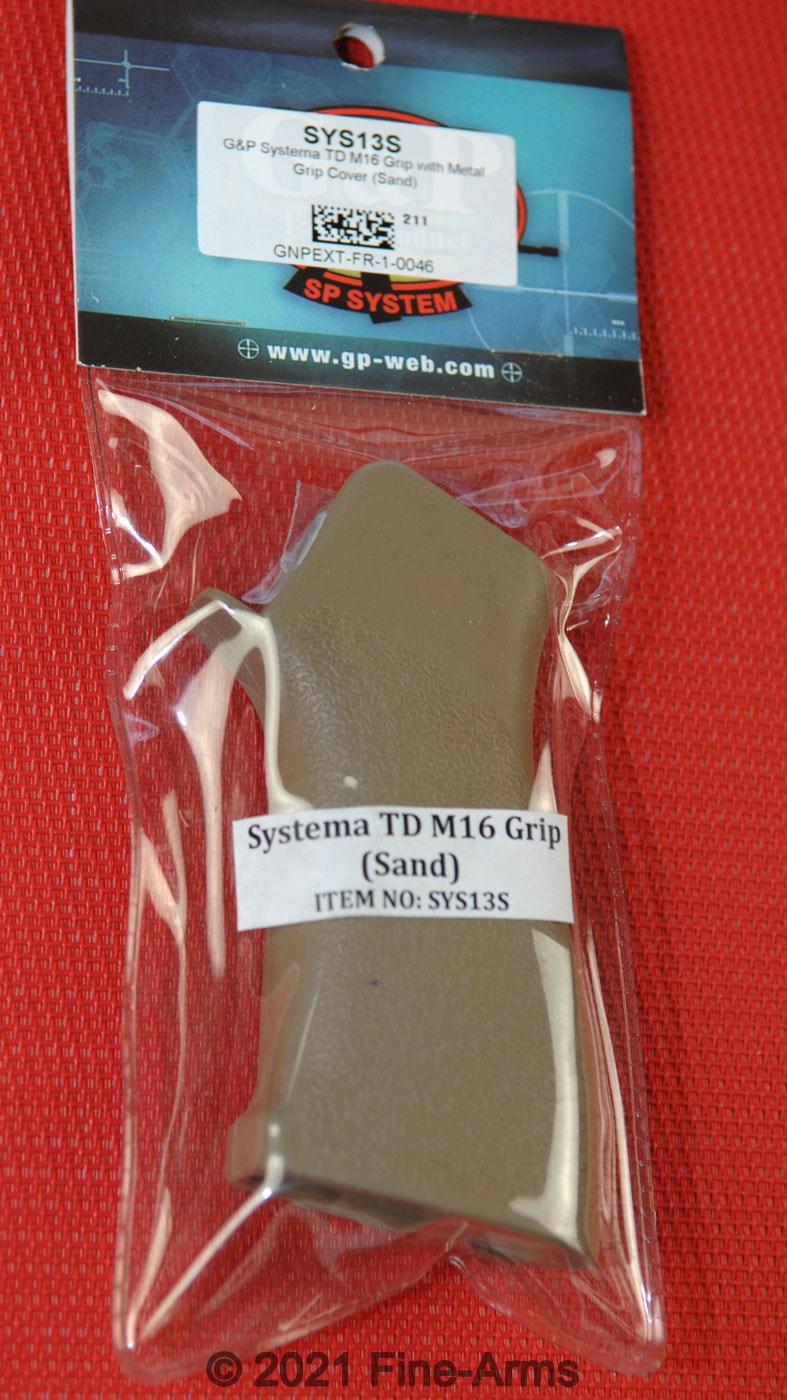 SYS13S
G&P Systema TD M16 Grip with Metal
Grip Cover (Sand)
211
GNPEXT-FR-1-0046
SP SYSTEM
www.gp-web.com
Systema TD M16 Grip
(Sand)
ITEM NO: SYS13S
© 2021 Fine-Arms